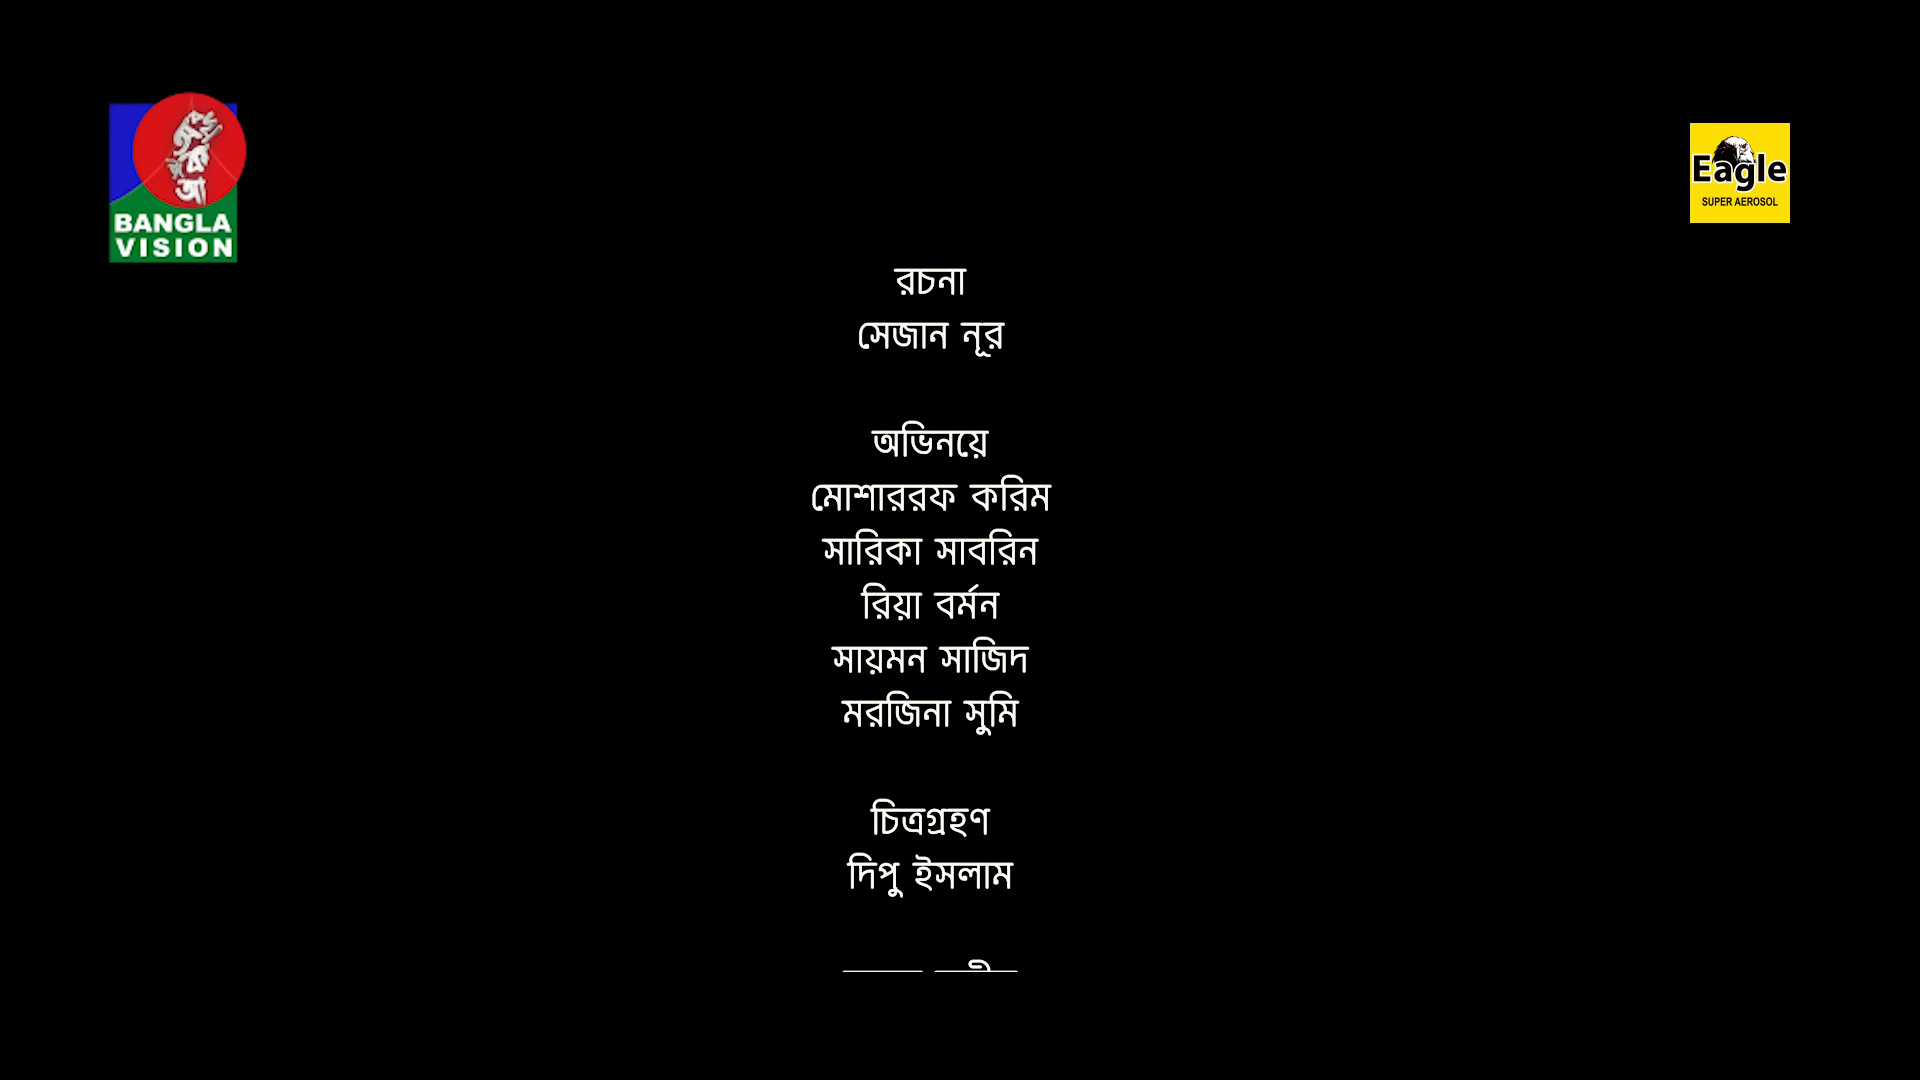 BANGLA
VISION
Eagle
SUPER AEROSOL
রচনা
সেজান নূর
অভিনয়ে
মোশাররফ করিম
সারিকা সাবরিন
রিয়া বর্মন
সায়মন সাজিদ
মরজিনা সুমি
চিত্রগ্রহণ
দিপু ইসলাম